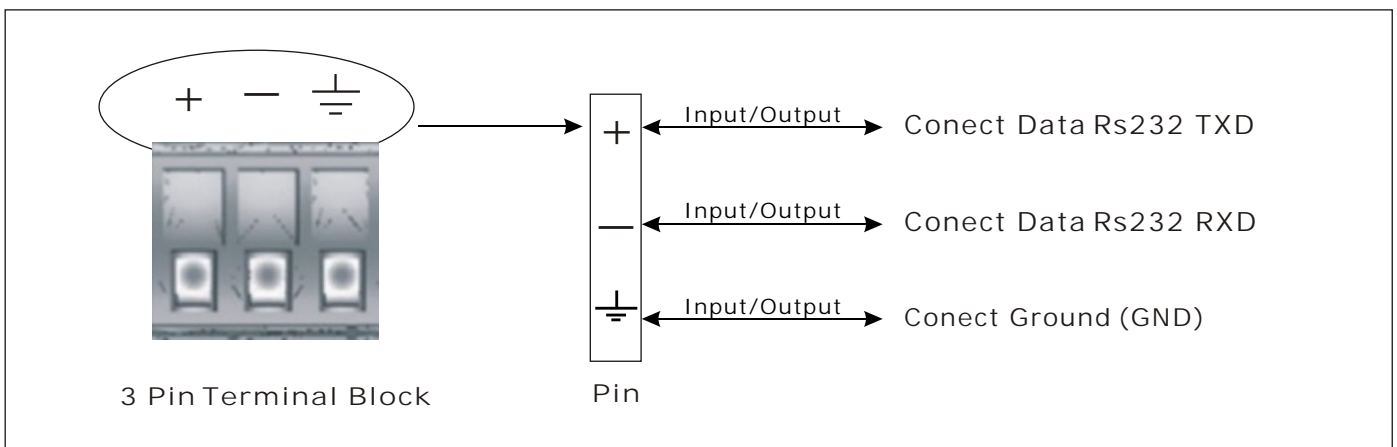 + − ⏚
+
Input/Output
Conect Data Rs232 TXD
−
Input/Output
Conect Data Rs232 RXD
⏚
Input/Output
Conect Ground (GND)
3 Pin Terminal Block
Pin